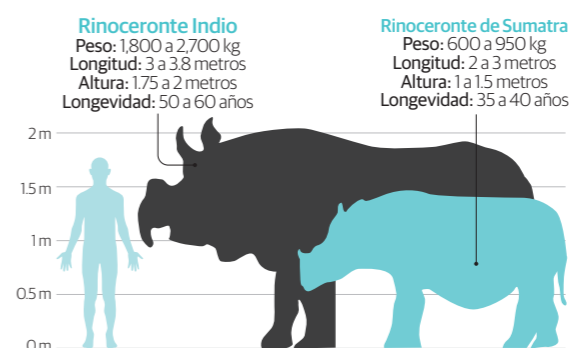 Rinoceronte Indio
Peso: 1,800 a 2,700 kg
Longitud: 3 a 3.8 metros
Altura: 1.75 a 2 metros
Longevidad: 50 a 60 años
Rinoceronte de Sumatra
Peso: 600 a 950 kg
Longitud: 2 a 3 metros
Altura: 1 a 1.5 metros
Longevidad: 35 a 40 años
2 m
1.5 m
1 m
0.5 m
0 m